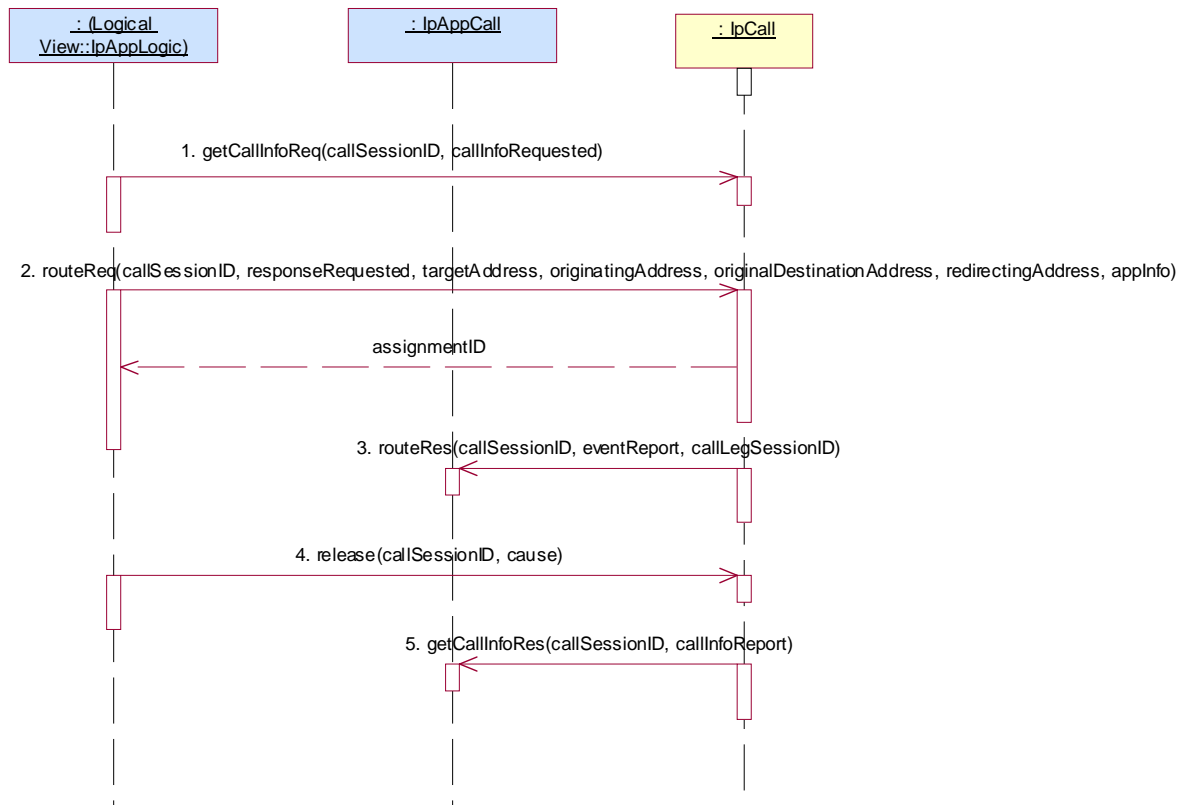 : (Logical
View::IpAppLogic)
: IpAppCall
: IpCall
1. getCallInfoReq(callSessionID, callInfoRequested)
2. routeReq(callSessionID, responseRequested, targetAddress, originatingAddress, originalDestinationAddress, redirectingAddress, appInfo)
assignmentID
3. routeRes(callSessionID, eventReport, callLegSessionID)
4. release(callSessionID, cause)
5. getCallInfoRes(callSessionID, callInfoReport)